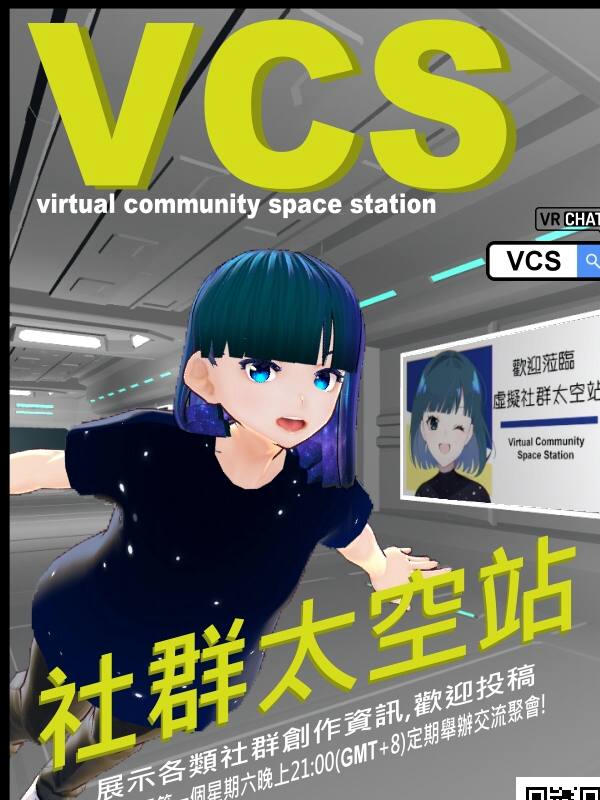 VCS
virtual community space station
VR CHAT
VCS
歡迎蒞臨
虛擬社群太空站
Virtual Community
Space Station
社群太空站
展示各類社群創作資訊,歡迎投稿
個星期六晚上21:00(GMT+8)定期舉辦交流聚會!